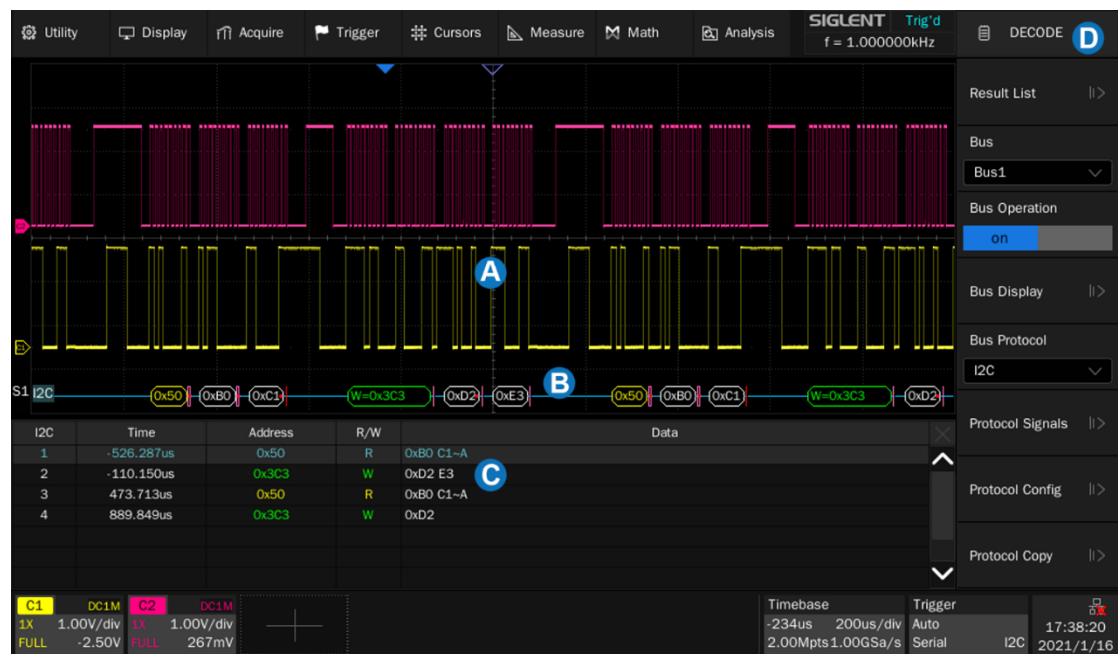 Utility Display Acquire Trigger Cursors Measure Math Analysis
SIGLENT Trig'd
f = 1.000000kHz
DECODE D
Result List
Bus
Bus1
Bus Operation
on
Bus Display
Bus Protocol
I2C
Protocol Signals
Protocol Config
Protocol Copy
C2
A
C1
B
S1 I2C 0x50 0xB0 0xC1 W=0x3C3 0xD2 0xE3 0x50 0xB0 0xC1 W=0x3C3 0xD2
I2C Time Address R/W Data
1 -526.287us 0x50 R 0xB0 C1~A
2 -110.150us 0x3C3 W 0xD2 E3
C
3 473.713us 0x50 R 0xB0 C1~A
4 889.849us 0x3C3 W 0xD2
C1 DC1M C2 DC1M
1X 1.00V/div 1X 1.00V/div
FULL -2.50V FULL 267mV
Timebase
-234us 200us/div
2.00Mpts 1.00GSa/s
Trigger
Auto
Serial I2C
17:38:20
2021/1/16